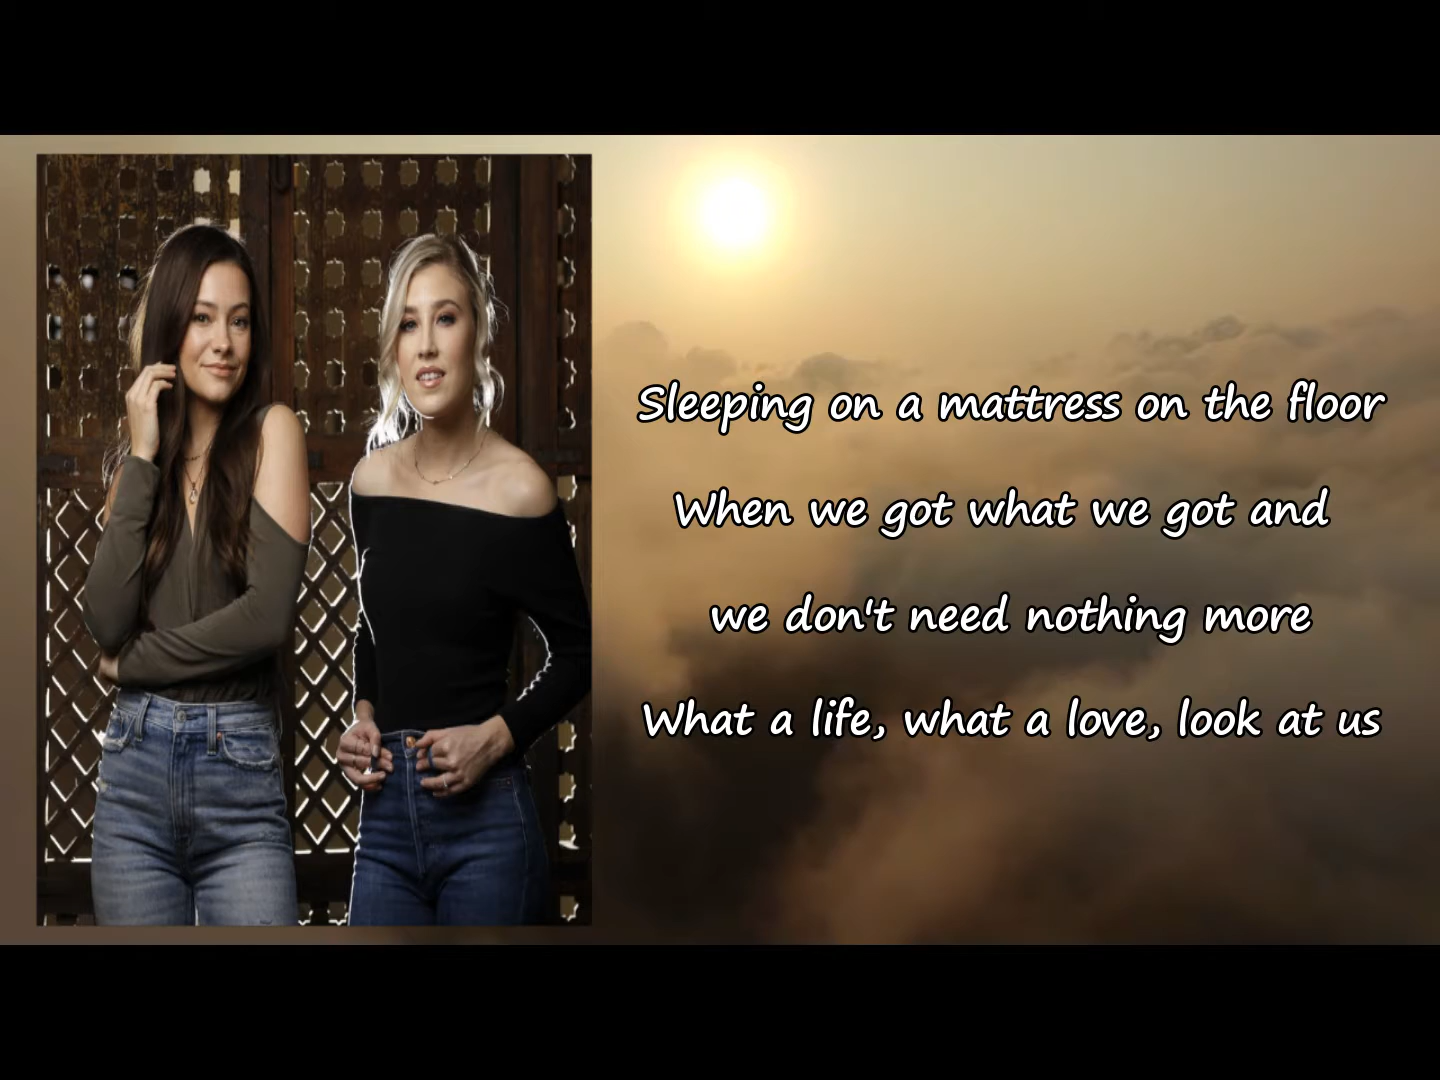 Sleeping on a mattress on the floor
When we got what we got and
we don't need nothing more
What a life, what a love, look at us